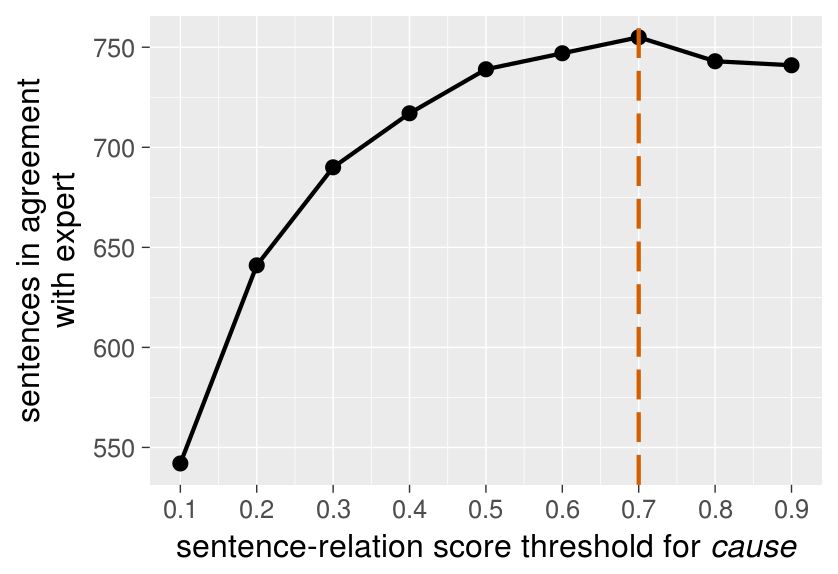 sentences in agreement
with expert
750
700
650
600
550
0.1 0.2 0.3 0.4 0.5 0.6 0.7 0.8 0.9
sentence-relation score threshold for cause